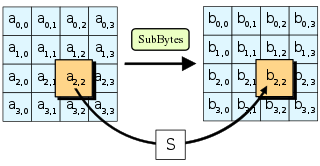 a0,0 a0,1 a0,2 a0,3
a1,0 a1,1 a1,2 a1,3
a2,0 a2,1 a2,2 a2,3
a3,0 a3,1 a3,2 a3,3
SubBytes
b0,0 b0,1 b0,2 b0,3
b1,0 b1,1 b1,2 b1,3
b2,0 b2,1 b2,2 b2,3
b3,0 b3,1 b3,2 b3,3
S